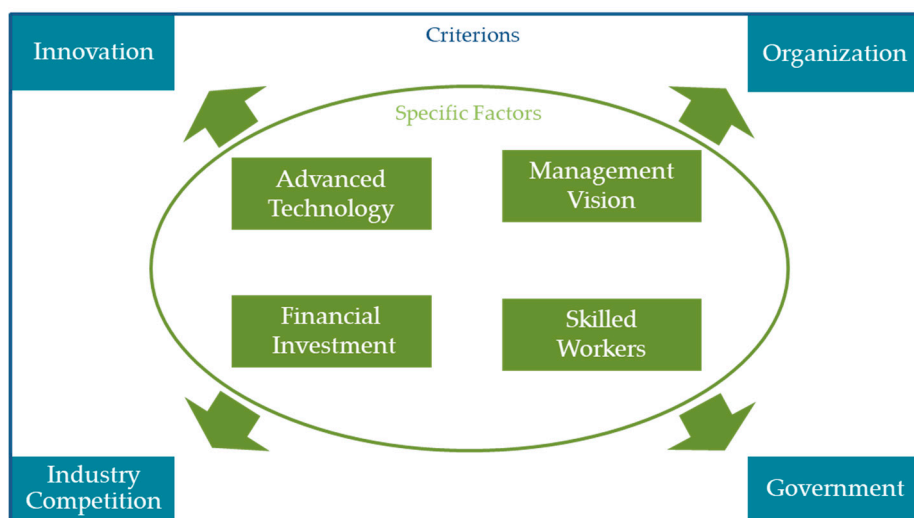 Innovation
Criterions
Organization
Specific Factors
Advanced
Technology
Management
Vision
Financial
Investment
Skilled
Workers
Industry
Competition
Government